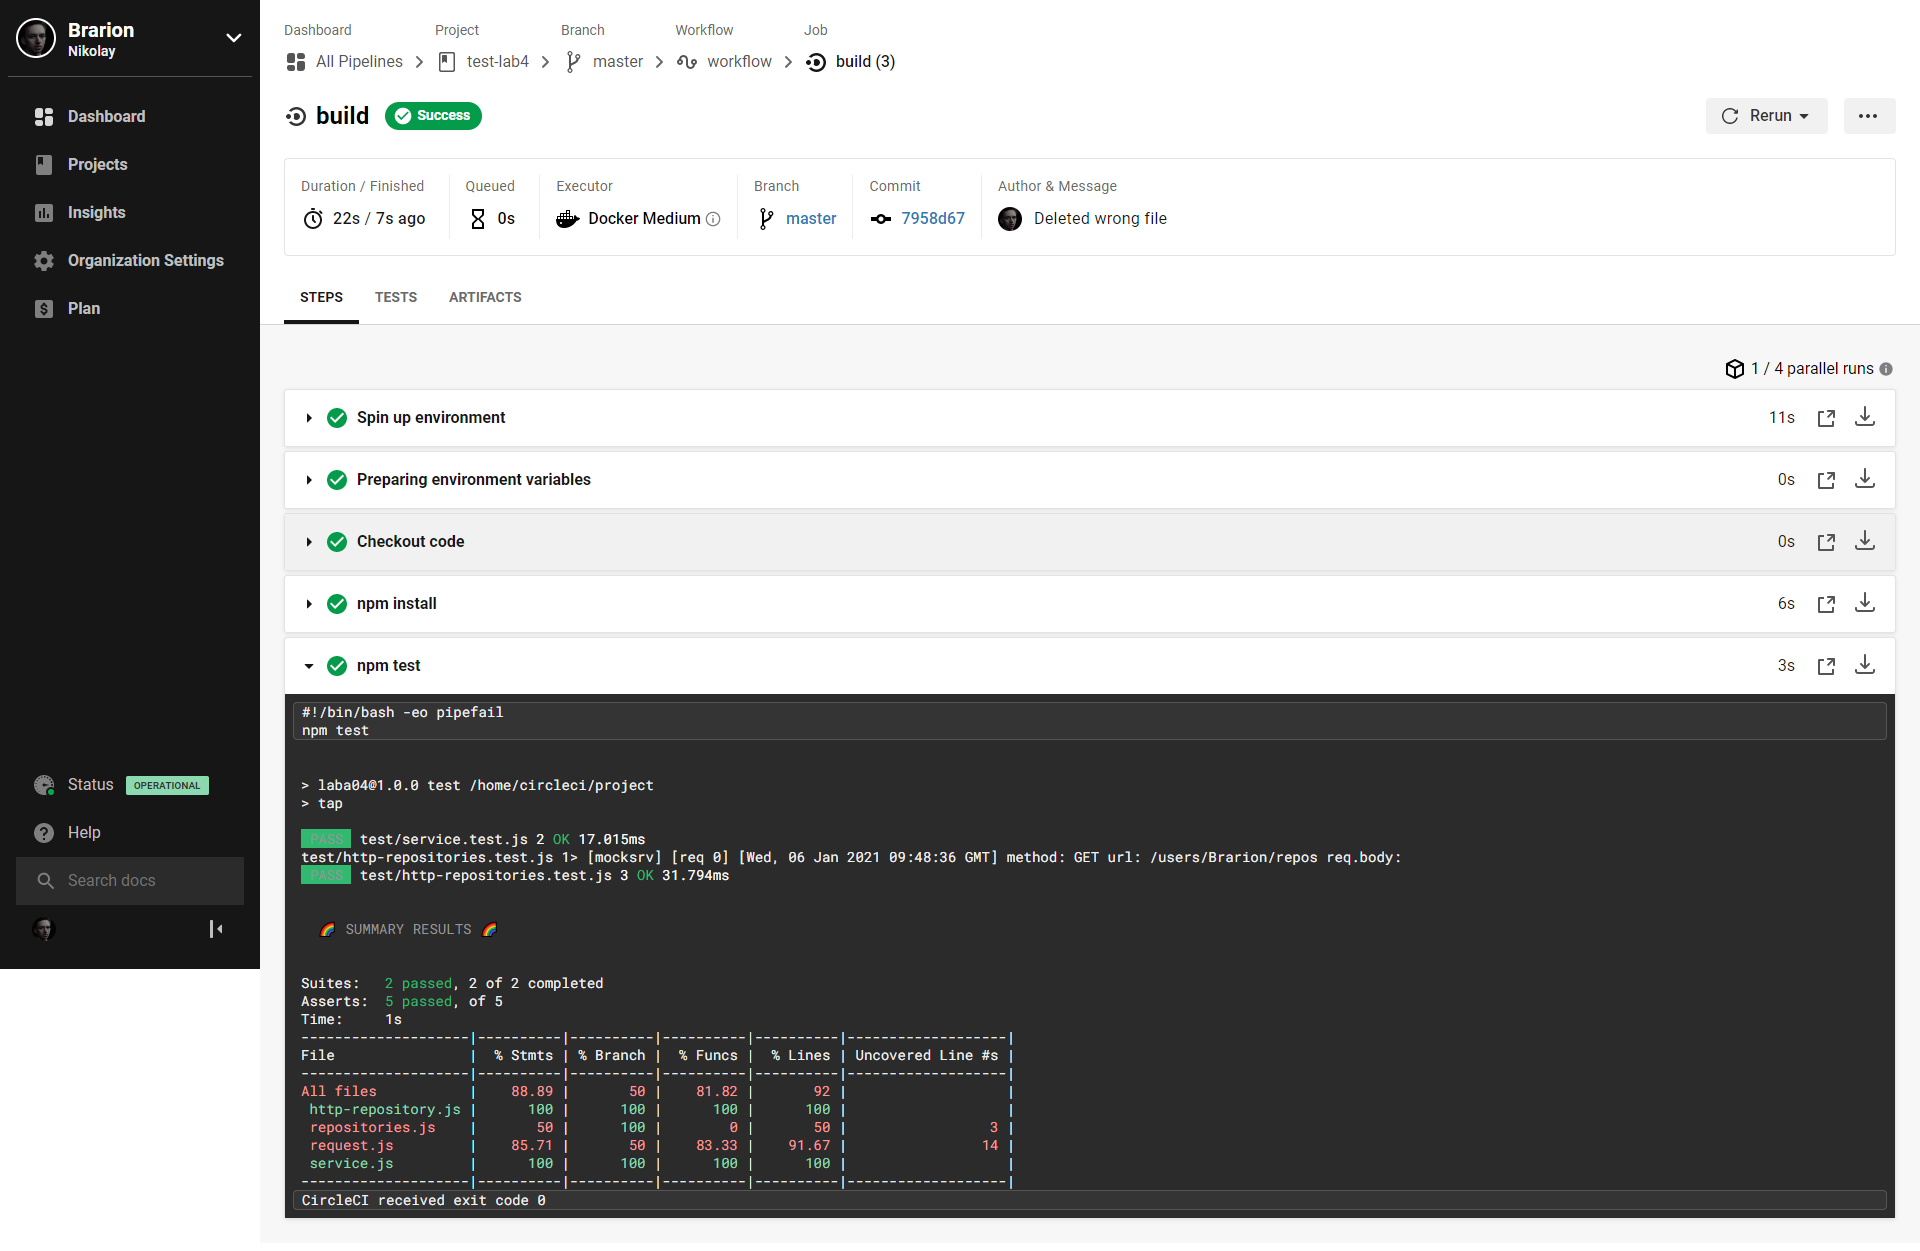 Brarion
Nikolay
Dashboard
Projects
Insights
Organization Settings
Plan
Status OPERATIONAL
Help
Search docs
Dashboard Project Branch Workflow Job
All Pipelines test-lab4 master workflow build (3)
build Success
Rerun
Duration / Finished Queued Executor Branch Commit Author & Message
22s / 7s ago 0s Docker Medium master 7958d67 Deleted wrong file
STEPS TESTS ARTIFACTS
1 / 4 parallel runs
Spin up environment 11s
Preparing environment variables 0s
Checkout code 0s
npm install 6s
npm test 3s
#!/bin/bash -eo pipefail
npm test
> laba04@1.0.0 test /home/circleci/project
> tap
PASS test/service.test.js 2 OK 17.015ms
test/http-repositories.test.js 1> [mocksrv] [req 0] [Wed, 06 Jan 2021 09:48:36 GMT] method: GET url: /users/Brarion/repos req.body:
PASS test/http-repositories.test.js 3 OK 31.794ms
🌈 SUMMARY RESULTS 🌈
Suites: 2 passed, 2 of 2 completed
Asserts: 5 passed, of 5
Time: 1s
--------------------|----------|----------|----------|----------|-------------------|
File | % Stmts | % Branch | % Funcs | % Lines | Uncovered Line #s |
--------------------|----------|----------|----------|----------|-------------------|
All files | 88.89 | 50 | 81.82 | 92 | |
http-repository.js | 100 | 100 | 100 | 100 | |
repositories.js | 50 | 100 | 0 | 50 | 3 |
request.js | 85.71 | 50 | 83.33 | 91.67 | 14 |
service.js | 100 | 100 | 100 | 100 | |
--------------------|----------|----------|----------|----------|-------------------|
CircleCI received exit code 0